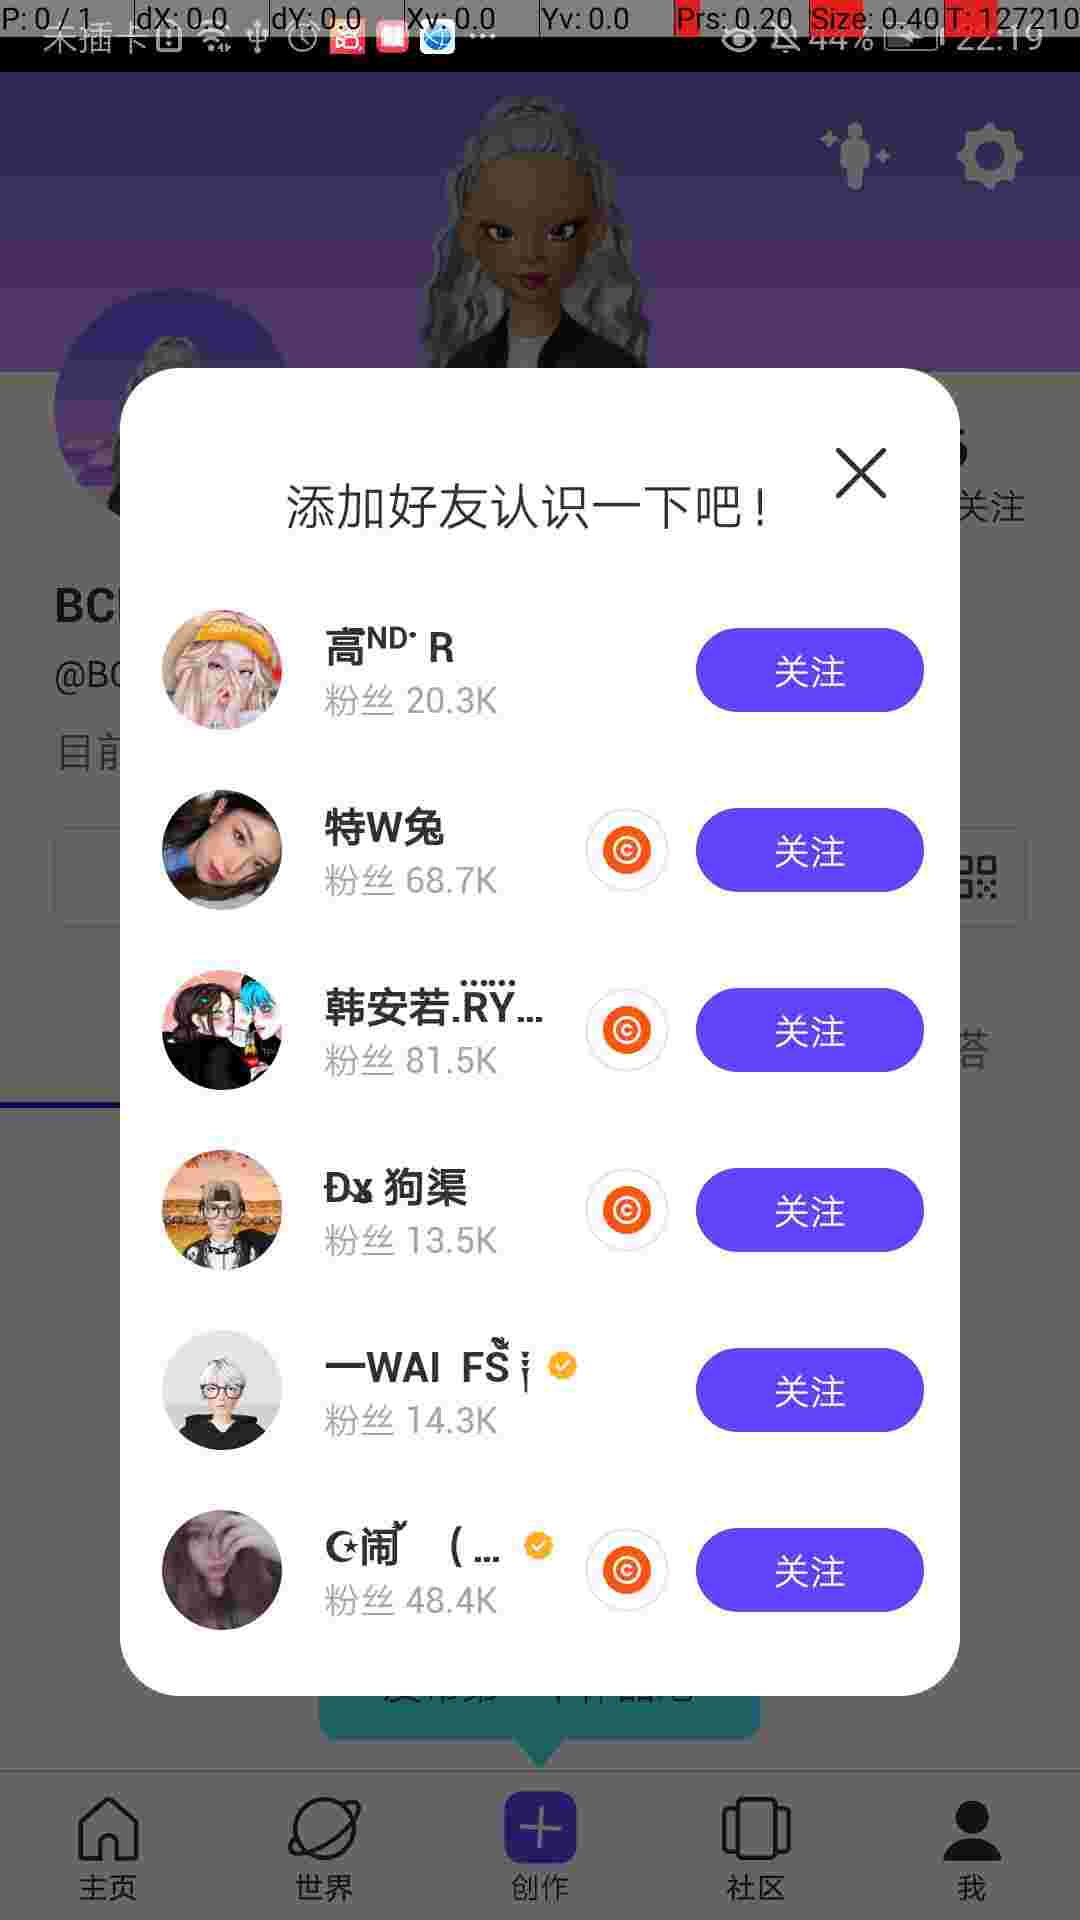 P: 0 / 1 dX: 0.0 dY: 0.0 Xv: 0.0 Yv: 0.0 Prs: 0.20 Size: 0.40 T: 127210
未插卡 44% 22:19
添加好友认识一下吧!
关注
BC
高ᴺᴰ· R
粉丝 20.3K
关注
@BC
目前
特W兔
粉丝 68.7K
关注
韩安若.R̈Ÿ...
粉丝 81.5K
关注
答
狗渠
粉丝 13.5K
关注
一WAI FS
粉丝 14.3K
关注
☪闹 ( ...
粉丝 48.4K
关注
主页
世界
创作
社区
我